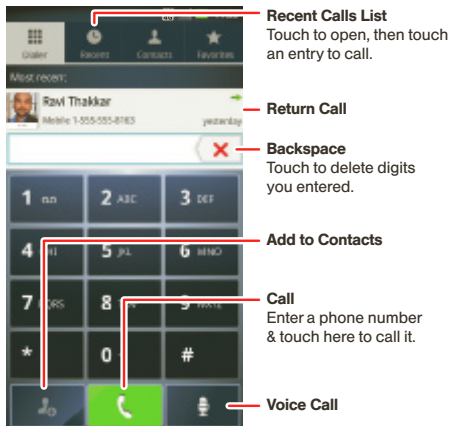 Dialer
Recent
Contacts
Favorites
Most recent:
Ravi Thakkar
Mobile 1-555-555-8163
yesterday
1
2 ABC
3 DEF
4
5 JKL
6 MNO
7
8
9
*
0
#
Recent Calls List
Touch to open, then touch
an entry to call.
Return Call
Backspace
Touch to delete digits
you entered.
Add to Contacts
Call
Enter a phone number
& touch here to call it.
Voice Call